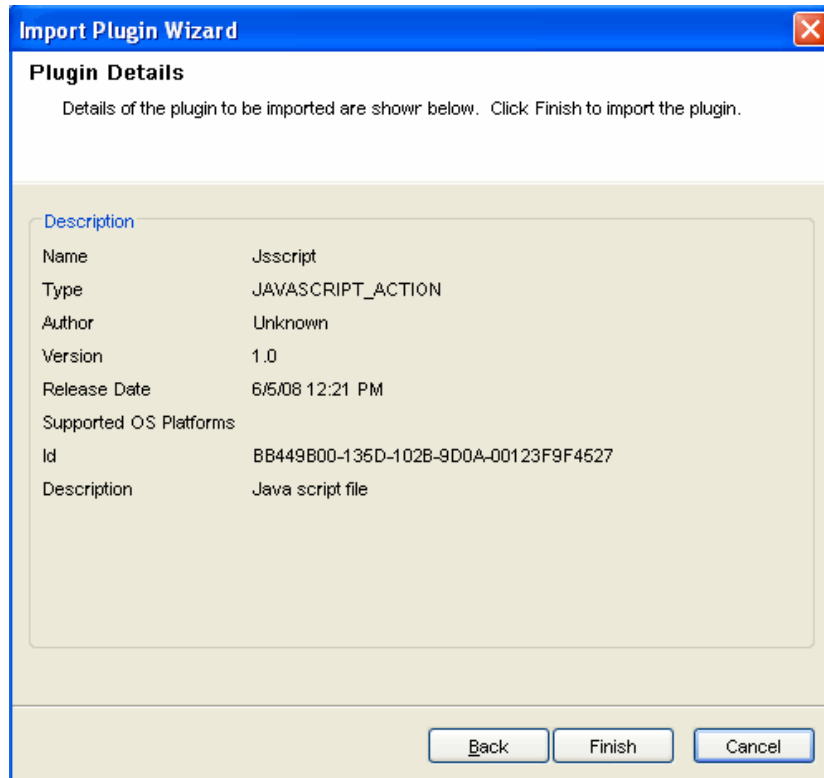 Import Plugin Wizard
Plugin Details
Details of the plugin to be imported are showr below. Click Finish to import the plugin.
Description
Name Jsscript
Type JAVASCRIPT_ACTION
Author Unknown
Version 1.0
Release Date 6/5/08 12:21 PM
Supported OS Platforms
Id BB449B00-135D-102B-9D0A-00123F9F4527
Description Java script file
Back Finish Cancel